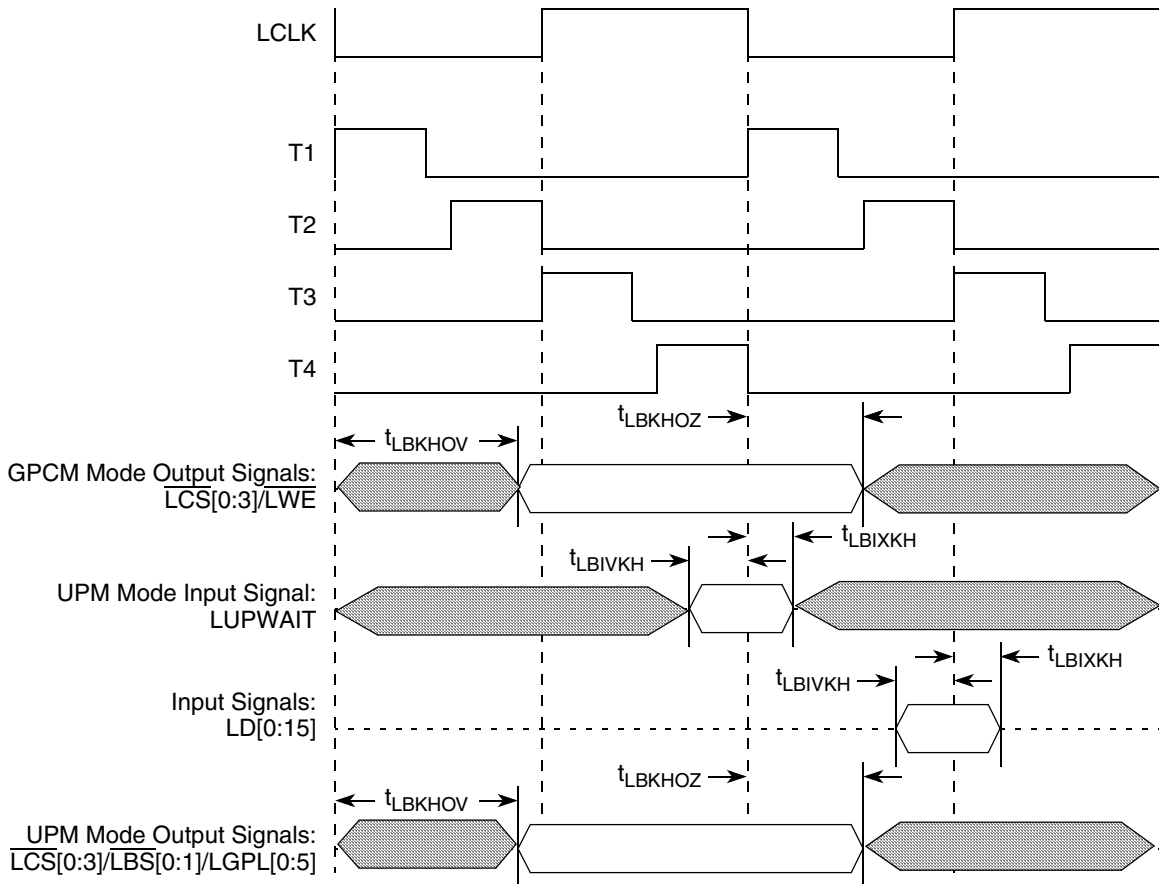 LCLK
T1
T2
T3
T4
tLBKHOZ
tLBKHOV
GPCM Mode Output Signals:
LCS[0:3]/LWE
tLBIXKH
tLBIVKH
UPM Mode Input Signal:
LUPWAIT
tLBIXKH
tLBIVKH
Input Signals:
LD[0:15]
tLBKHOZ
tLBKHOV
UPM Mode Output Signals:
LCS[0:3]/LBS[0:1]/LGPL[0:5]